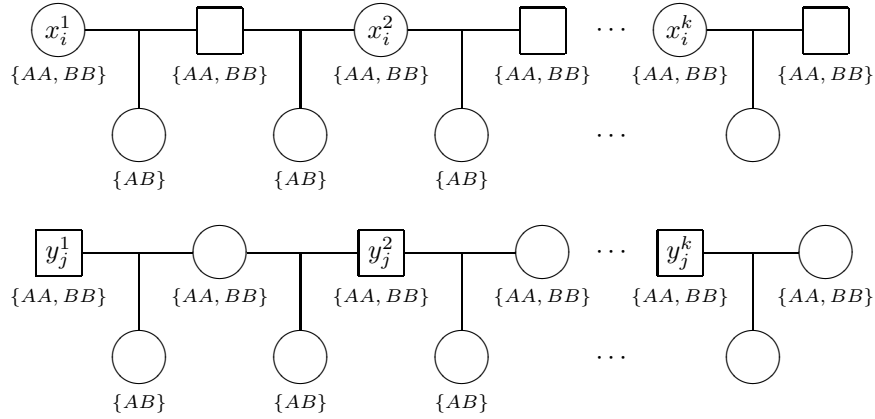 x_i^1 x_i^2 ⋯ x_i^k
{AA, BB} {AA, BB} {AA, BB} {AA, BB} {AA, BB} {AA, BB}
⋯
{AB} {AB} {AB}
y_j^1 y_j^2 ⋯ y_j^k
{AA, BB} {AA, BB} {AA, BB} {AA, BB} {AA, BB} {AA, BB}
⋯
{AB} {AB} {AB}